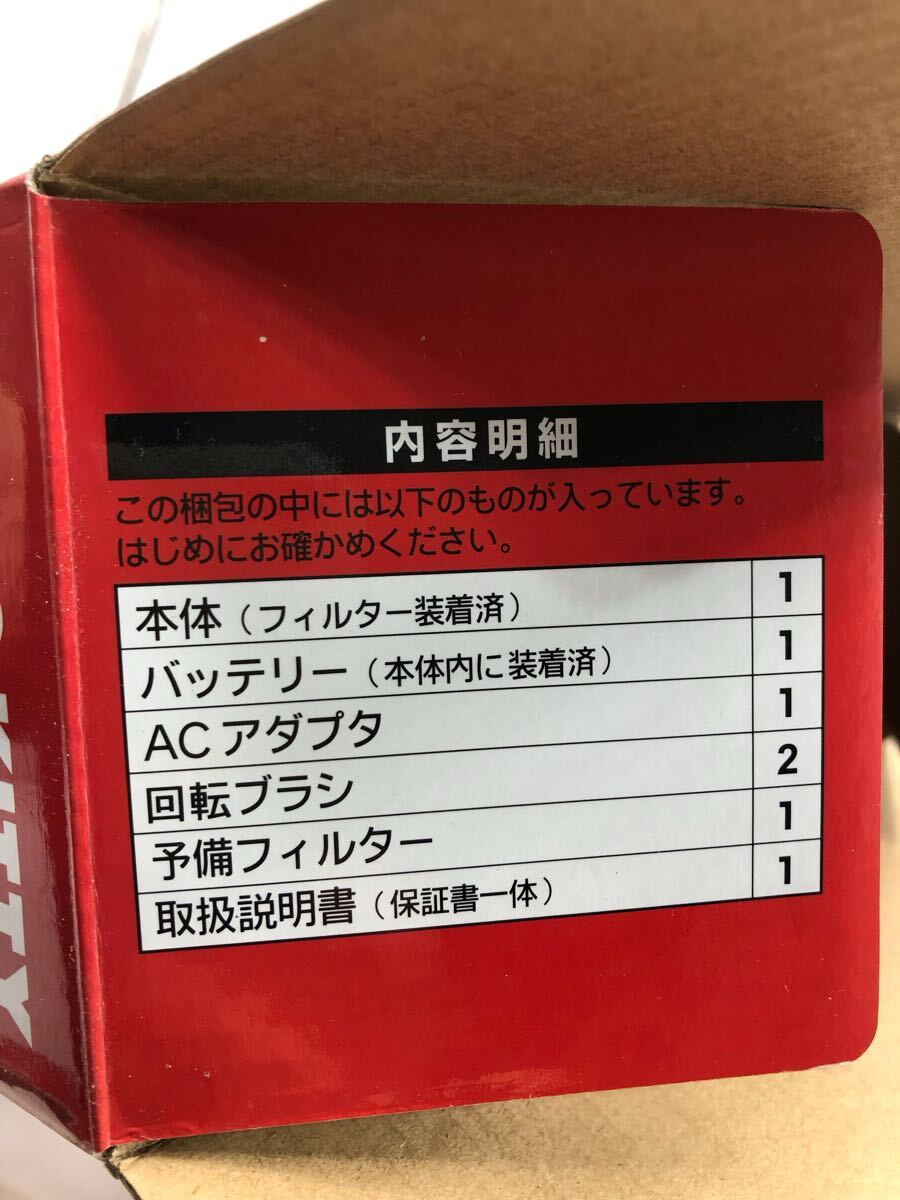 内容明細
この梱包の中には以下のものが入っています。
はじめにお確かめください。
本体（フィルター装着済） 1
バッテリー（本体内に装着済） 1
ACアダプタ 1
回転ブラシ 2
予備フィルター 1
取扱説明書（保証書一体） 1
KITTY